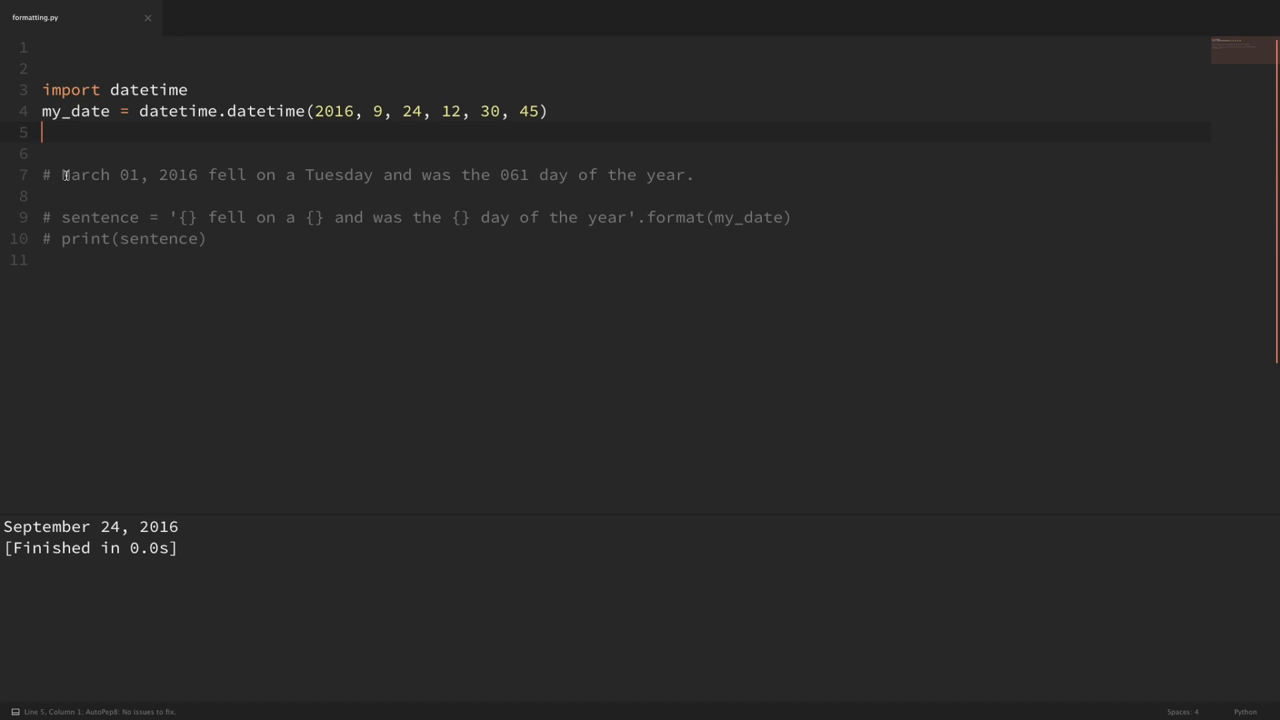 formatting.py
1
2
3 import datetime
4 my_date = datetime.datetime(2016, 9, 24, 12, 30, 45)
5
6
7 # March 01, 2016 fell on a Tuesday and was the 061 day of the year.
8
9 # sentence = '{} fell on a {} and was the {} day of the year'.format(my_date)
10 # print(sentence)
11
September 24, 2016
[Finished in 0.0s]
Line 5, Column 1; AutoPep8: No issues to fix. Spaces: 4 Python